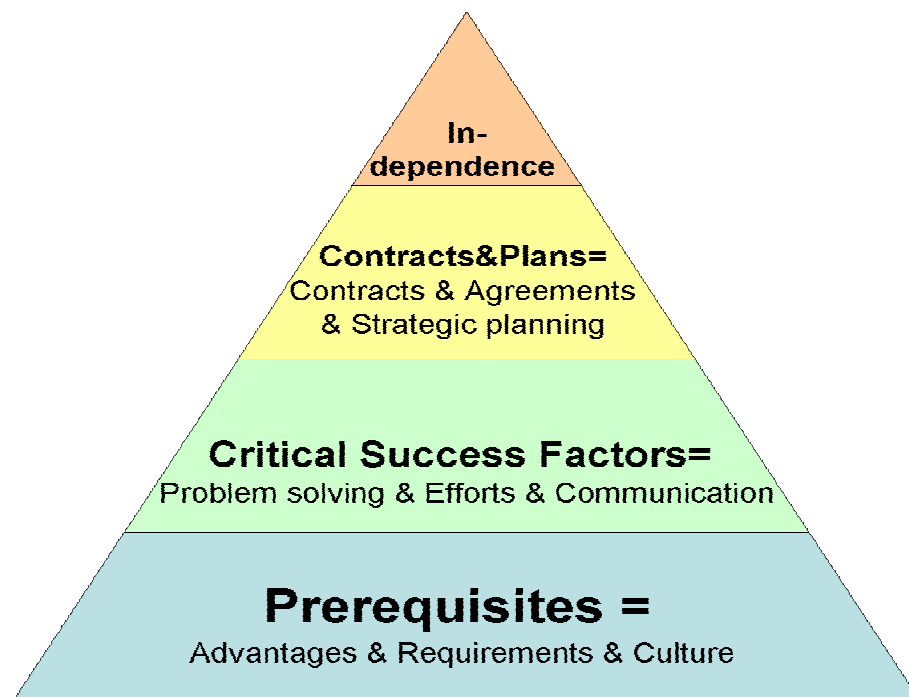 In-
dependence
Contracts&Plans=
Contracts & Agreements
& Strategic planning
Critical Success Factors=
Problem solving & Efforts & Communication
Prerequisites =
Advantages & Requirements & Culture